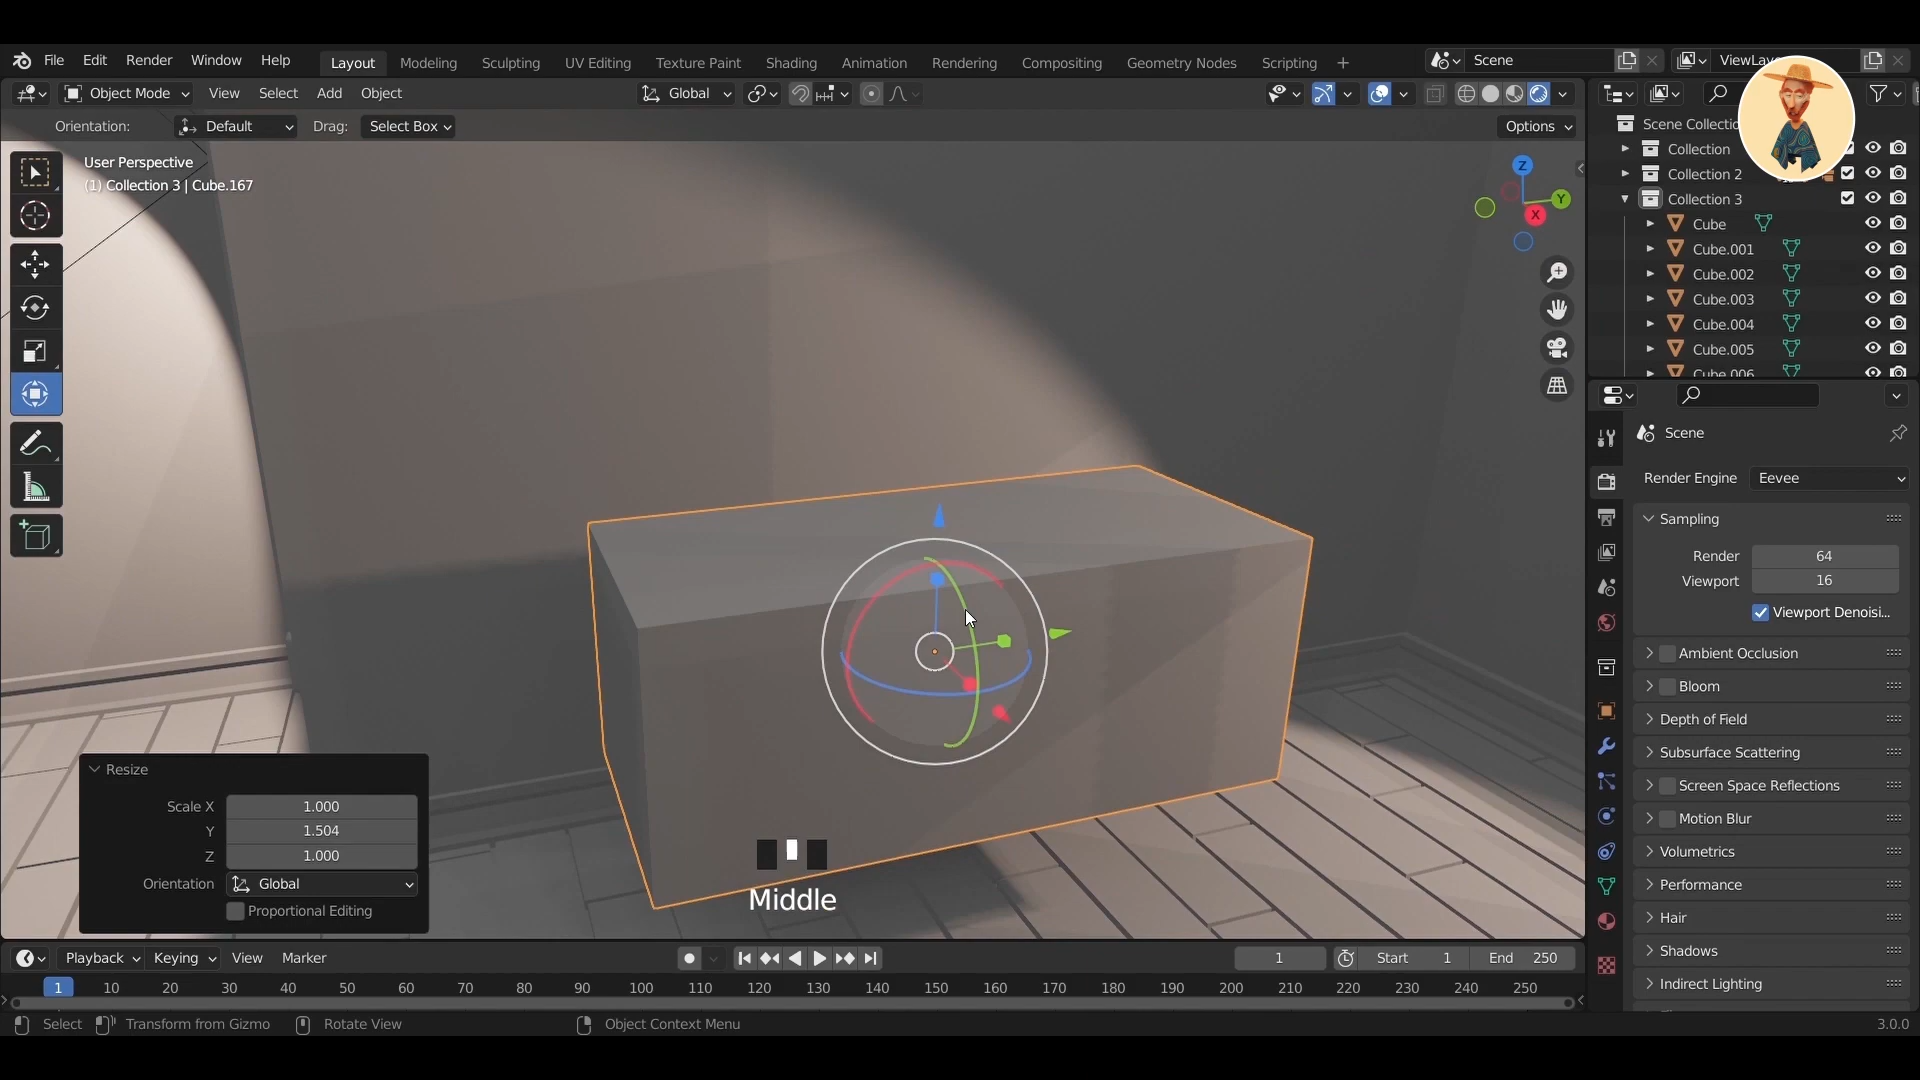 File Edit Render Window Help Layout Modeling Sculpting UV Editing Texture Paint Shading Animation Rendering Compositing Geometry Nodes Scripting + Scene
Object Mode View Select Add Object Global
Orientation: Default Drag: Select Box Options
User Perspective
(1) Collection 3 | Cube.167
Z
Y
X
Collection
Collection 2
Collection 3
Cube
Cube.001
Cube.002
Cube.003
Cube.004
Cube.005
Cube.006
Scene
Render Engine Eevee
Sampling
Render 64
Viewport 16
Viewport Denoisi...
Ambient Occlusion
Bloom
Depth of Field
Subsurface Scattering
Screen Space Reflections
Motion Blur
Volumetrics
Performance
Hair
Shadows
Indirect Lighting
Resize
Scale X 1.000
Y 1.504
Z 1.000
Orientation Global
Proportional Editing
Middle
Playback Keying View Marker 1 Start 1 End 250
1 10 20 30 40 50 60 70 80 90 100 110 120 130 140 150 160 170 180 190 200 210 220 230 240 250
Select Transform from Gizmo Rotate View Object Context Menu 3.0.0